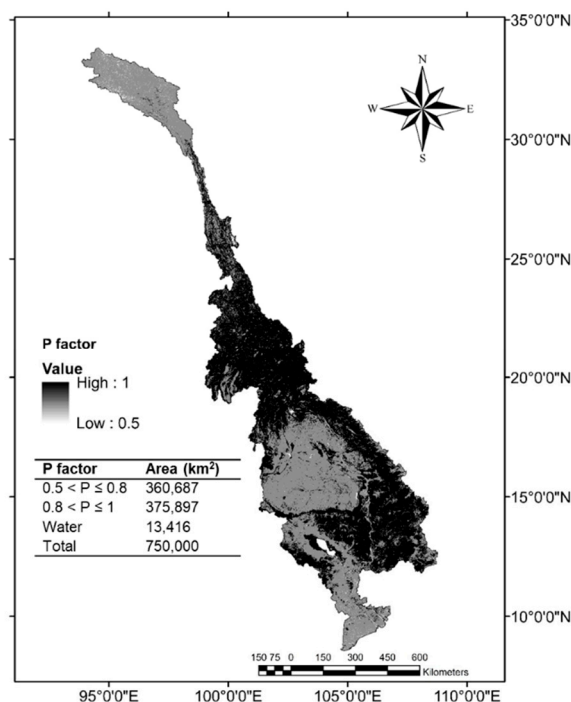 35°0'0"N
N
W E
S
30°0'0"N
25°0'0"N
P factor
Value
High : 1
Low : 0.5
20°0'0"N
P factor Area (km²)
0.5 < P ≤ 0.8 360,687
0.8 < P ≤ 1 375,897
Water 13,416
Total 750,000
15°0'0"N
10°0'0"N
150 75 0 150 300 450 600
Kilometers
95°0'0"E 100°0'0"E 105°0'0"E 110°0'0"E